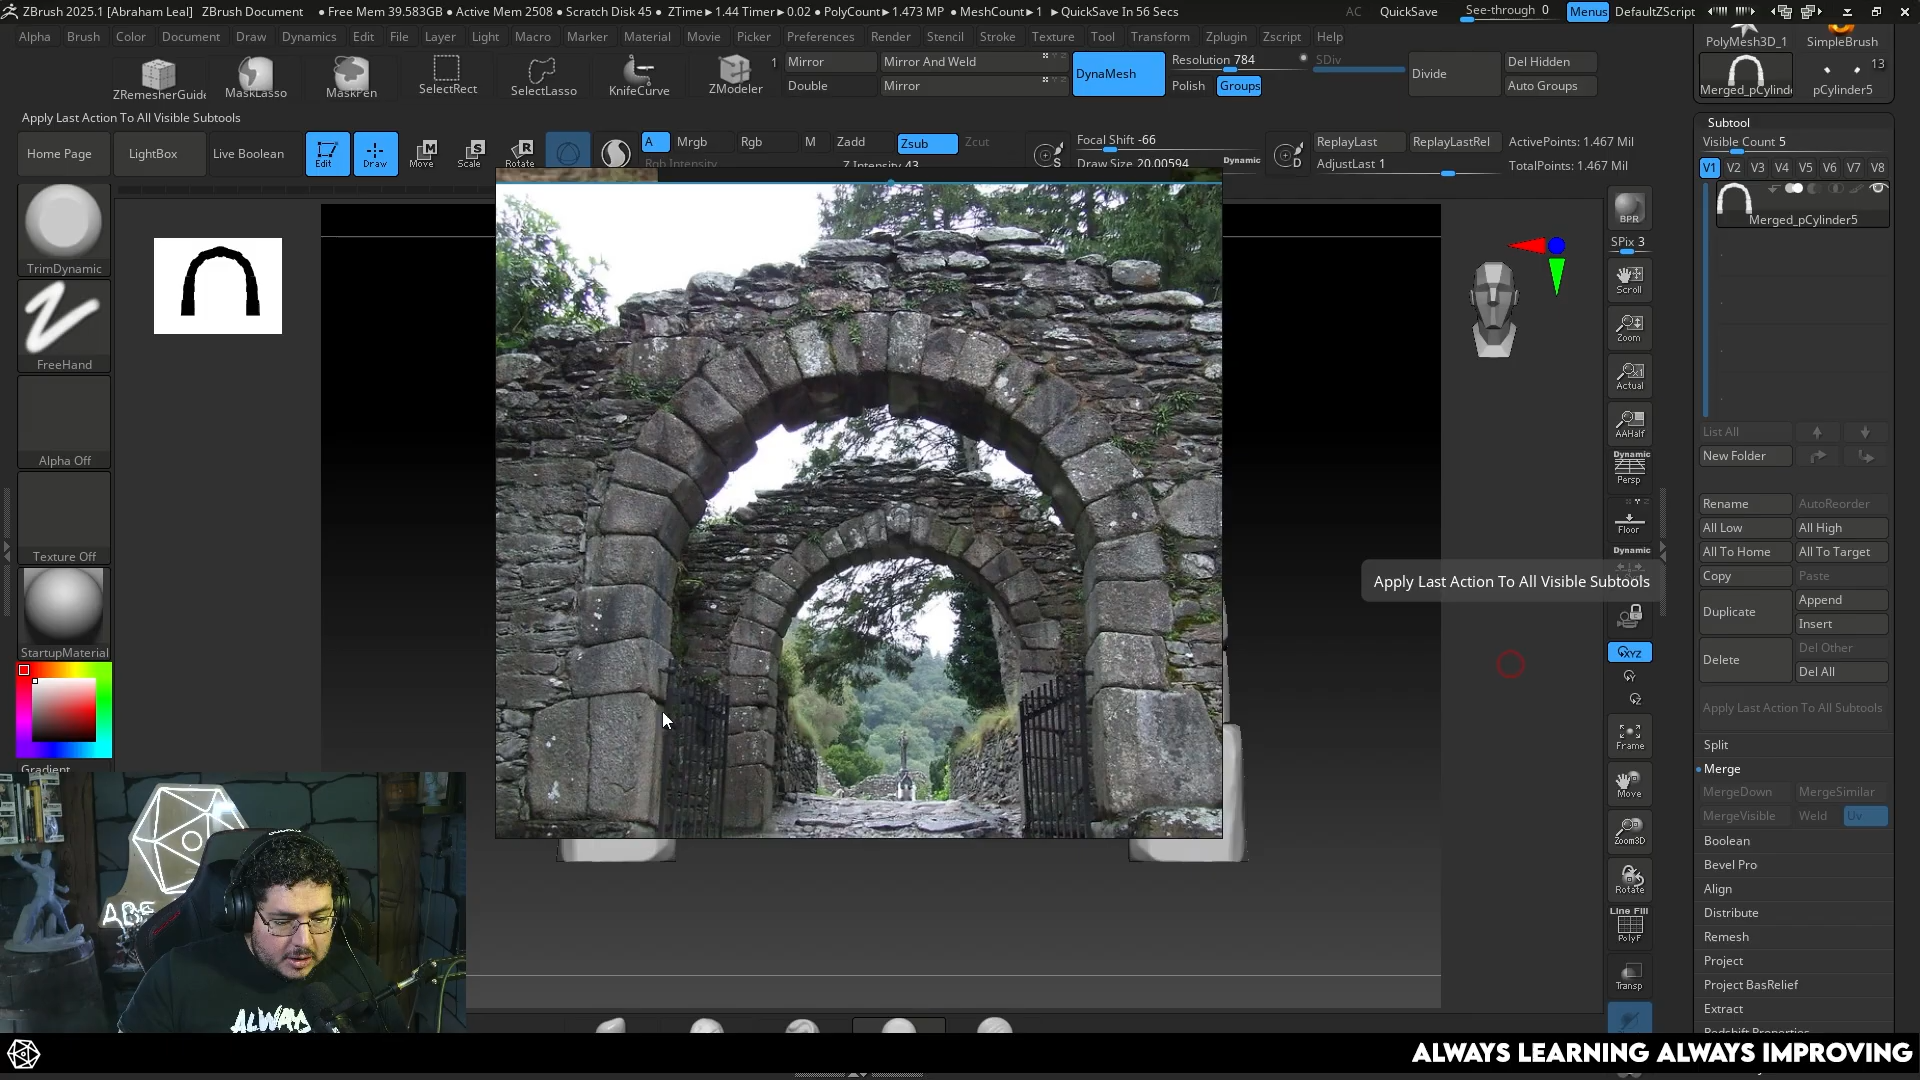 ZBrush 2025.1 [Abraham Leal] ZBrush Document • Free Mem 39.583GB • Active Mem 2508 • Scratch Disk 45 • ZTime►1.44 Timer►0.02 • PolyCount►1.473 MP • MeshCount►1 ►QuickSave In 56 Secs AC QuickSave See-through 0 Menus DefaultZScript
Alpha Brush Color Document Draw Dynamics Edit File Layer Light Macro Marker Material Movie Picker Preferences Render Stencil Stroke Texture Tool Transform Zplugin Zscript Help
PolyMesh3D_1 SimpleBrush
ZRemesherGuide MaskLasso MaskPen SelectRect SelectLasso KnifeCurve ZModeler 1
Mirror Mirror And Weld
Double Mirror
DynaMesh Resolution 784 SDiv
Polish Groups Divide
Del Hidden
Auto Groups
13
Merged_pCylinde pCylinder5
Apply Last Action To All Visible Subtools
Home Page LightBox Live Boolean Edit Draw Move Scale Rotate
A Mrgb Rgb M Zadd Zsub Zcut
Rgb Intensity Z Intensity 43
Focal Shift -66
Draw Size 20.00594 Dynamic
S D
ReplayLast ReplayLastRel ActivePoints: 1.467 Mil
AdjustLast 1 TotalPoints: 1.467 Mil
Subtool
Visible Count 5
V1 V2 V3 V4 V5 V6 V7 V8
Merged_pCylinder5
TrimDynamic
FreeHand
Alpha Off
Texture Off
StartupMaterial
Gradient
BPR
SPix 3
Scroll
Zoom
Actual
AAHalf
Dynamic
Persp
Floor
Dynamic
Apply Last Action To All Visible Subtools
XYZ
Frame
Move
Zoom3D
Rotate
Line Fill
PolyF
Transp
List All
New Folder
Rename AutoReorder
All Low All High
All To Home All To Target
Copy Paste
Duplicate Append
Insert
Delete Del Other
Del All
Apply Last Action To All Subtools
Split
Merge
MergeDown MergeSimilar
MergeVisible Weld Uv
Boolean
Bevel Pro
Align
Distribute
Remesh
Project
Project BasRelief
Extract
Redshift Properties
ALWAYS
ALWAYS LEARNING ALWAYS IMPROVING